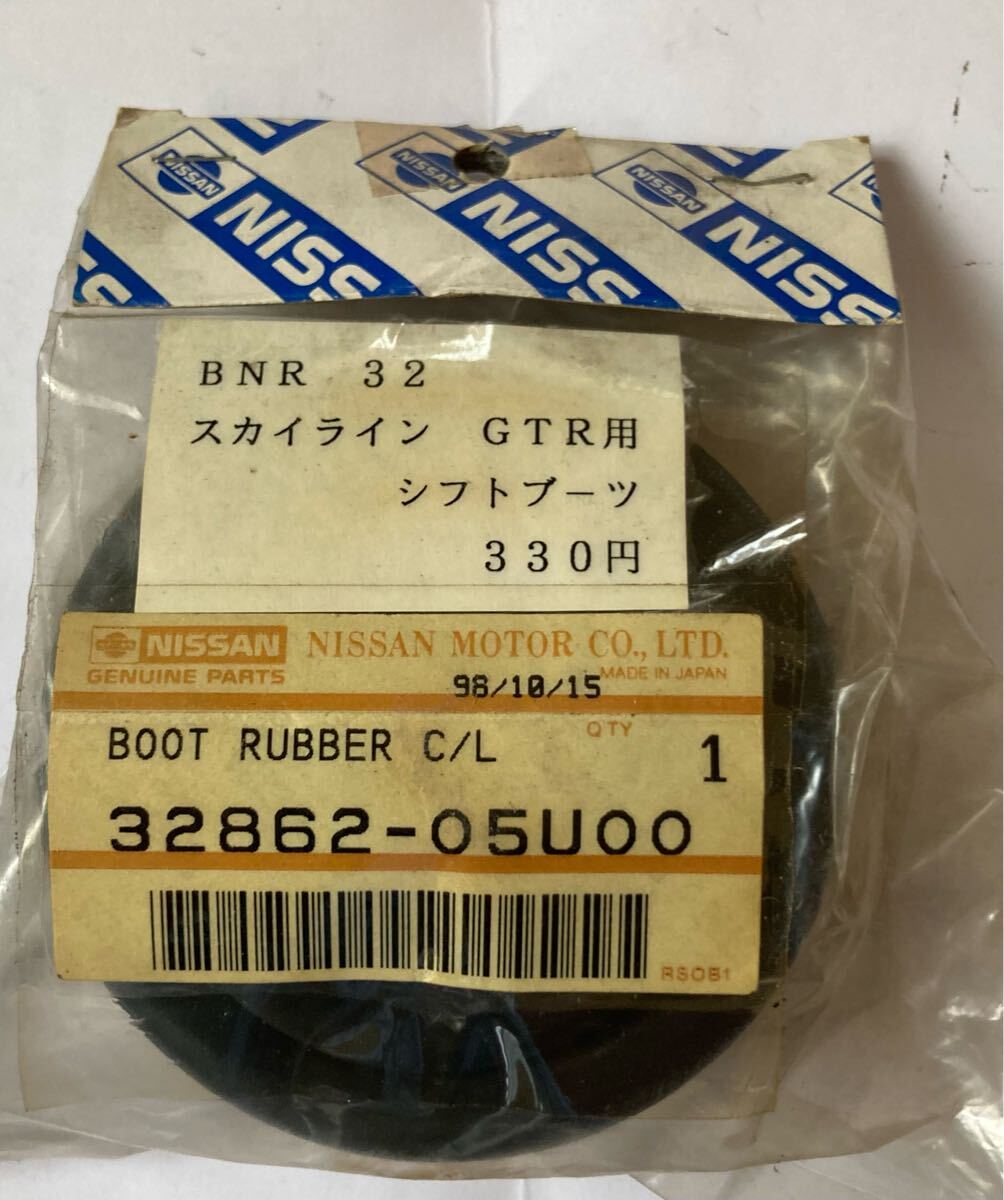 NISSAN NISSAN NISSAN
NISS NISS NISS
BNR 32
スカイライン GTR用
シフトブーツ
330円
NISSAN NISSAN MOTOR CO., LTD.
GENUINE PARTS MADE IN JAPAN
98/10/15
QTY
BOOT RUBBER C/L 1
32862-05U00
RSOB1